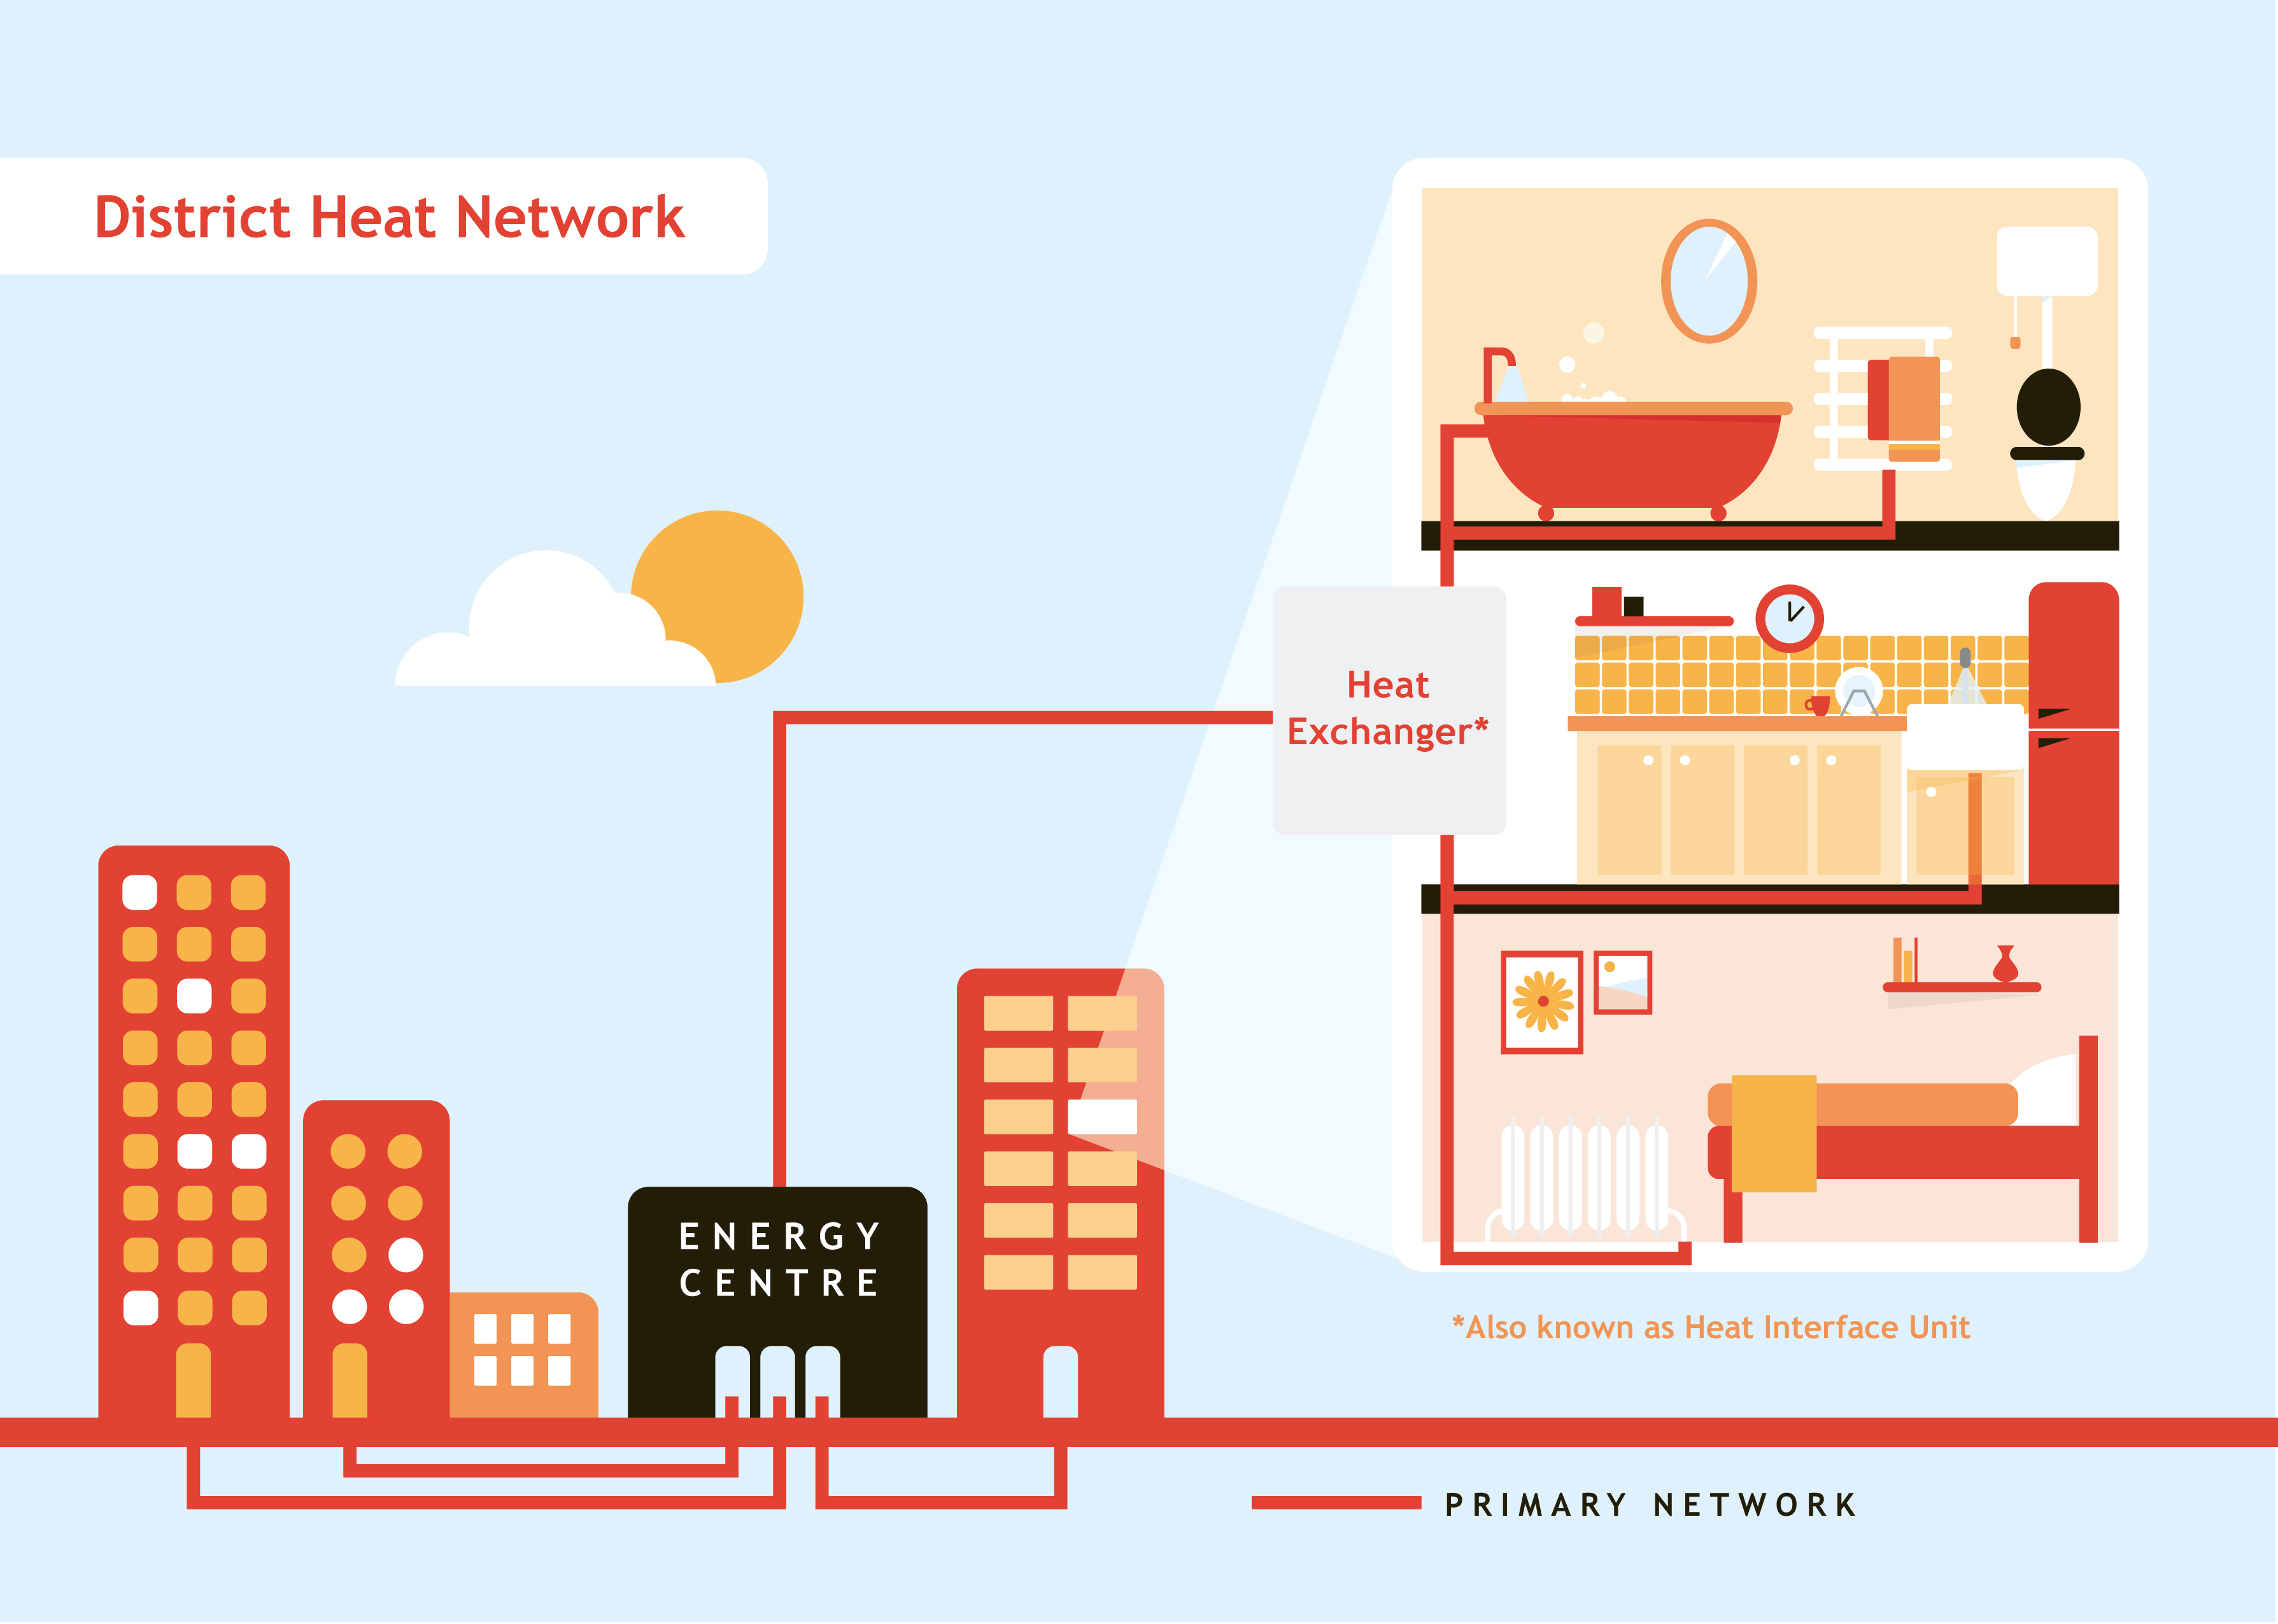 District Heat Network
Heat
Exchanger*
ENERGY
CENTRE
*Also known as Heat Interface Unit
PRIMARY NETWORK